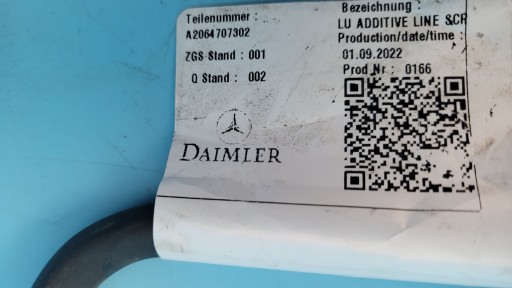 Teilenummer :
A2064707302
ZGS Stand : 001
Q Stand : 002
Bezeichnung :
LU ADDITIVE LINE SCR
Production/date/time :
01.09.2022
Prod Nr : 0166
DAIMLER